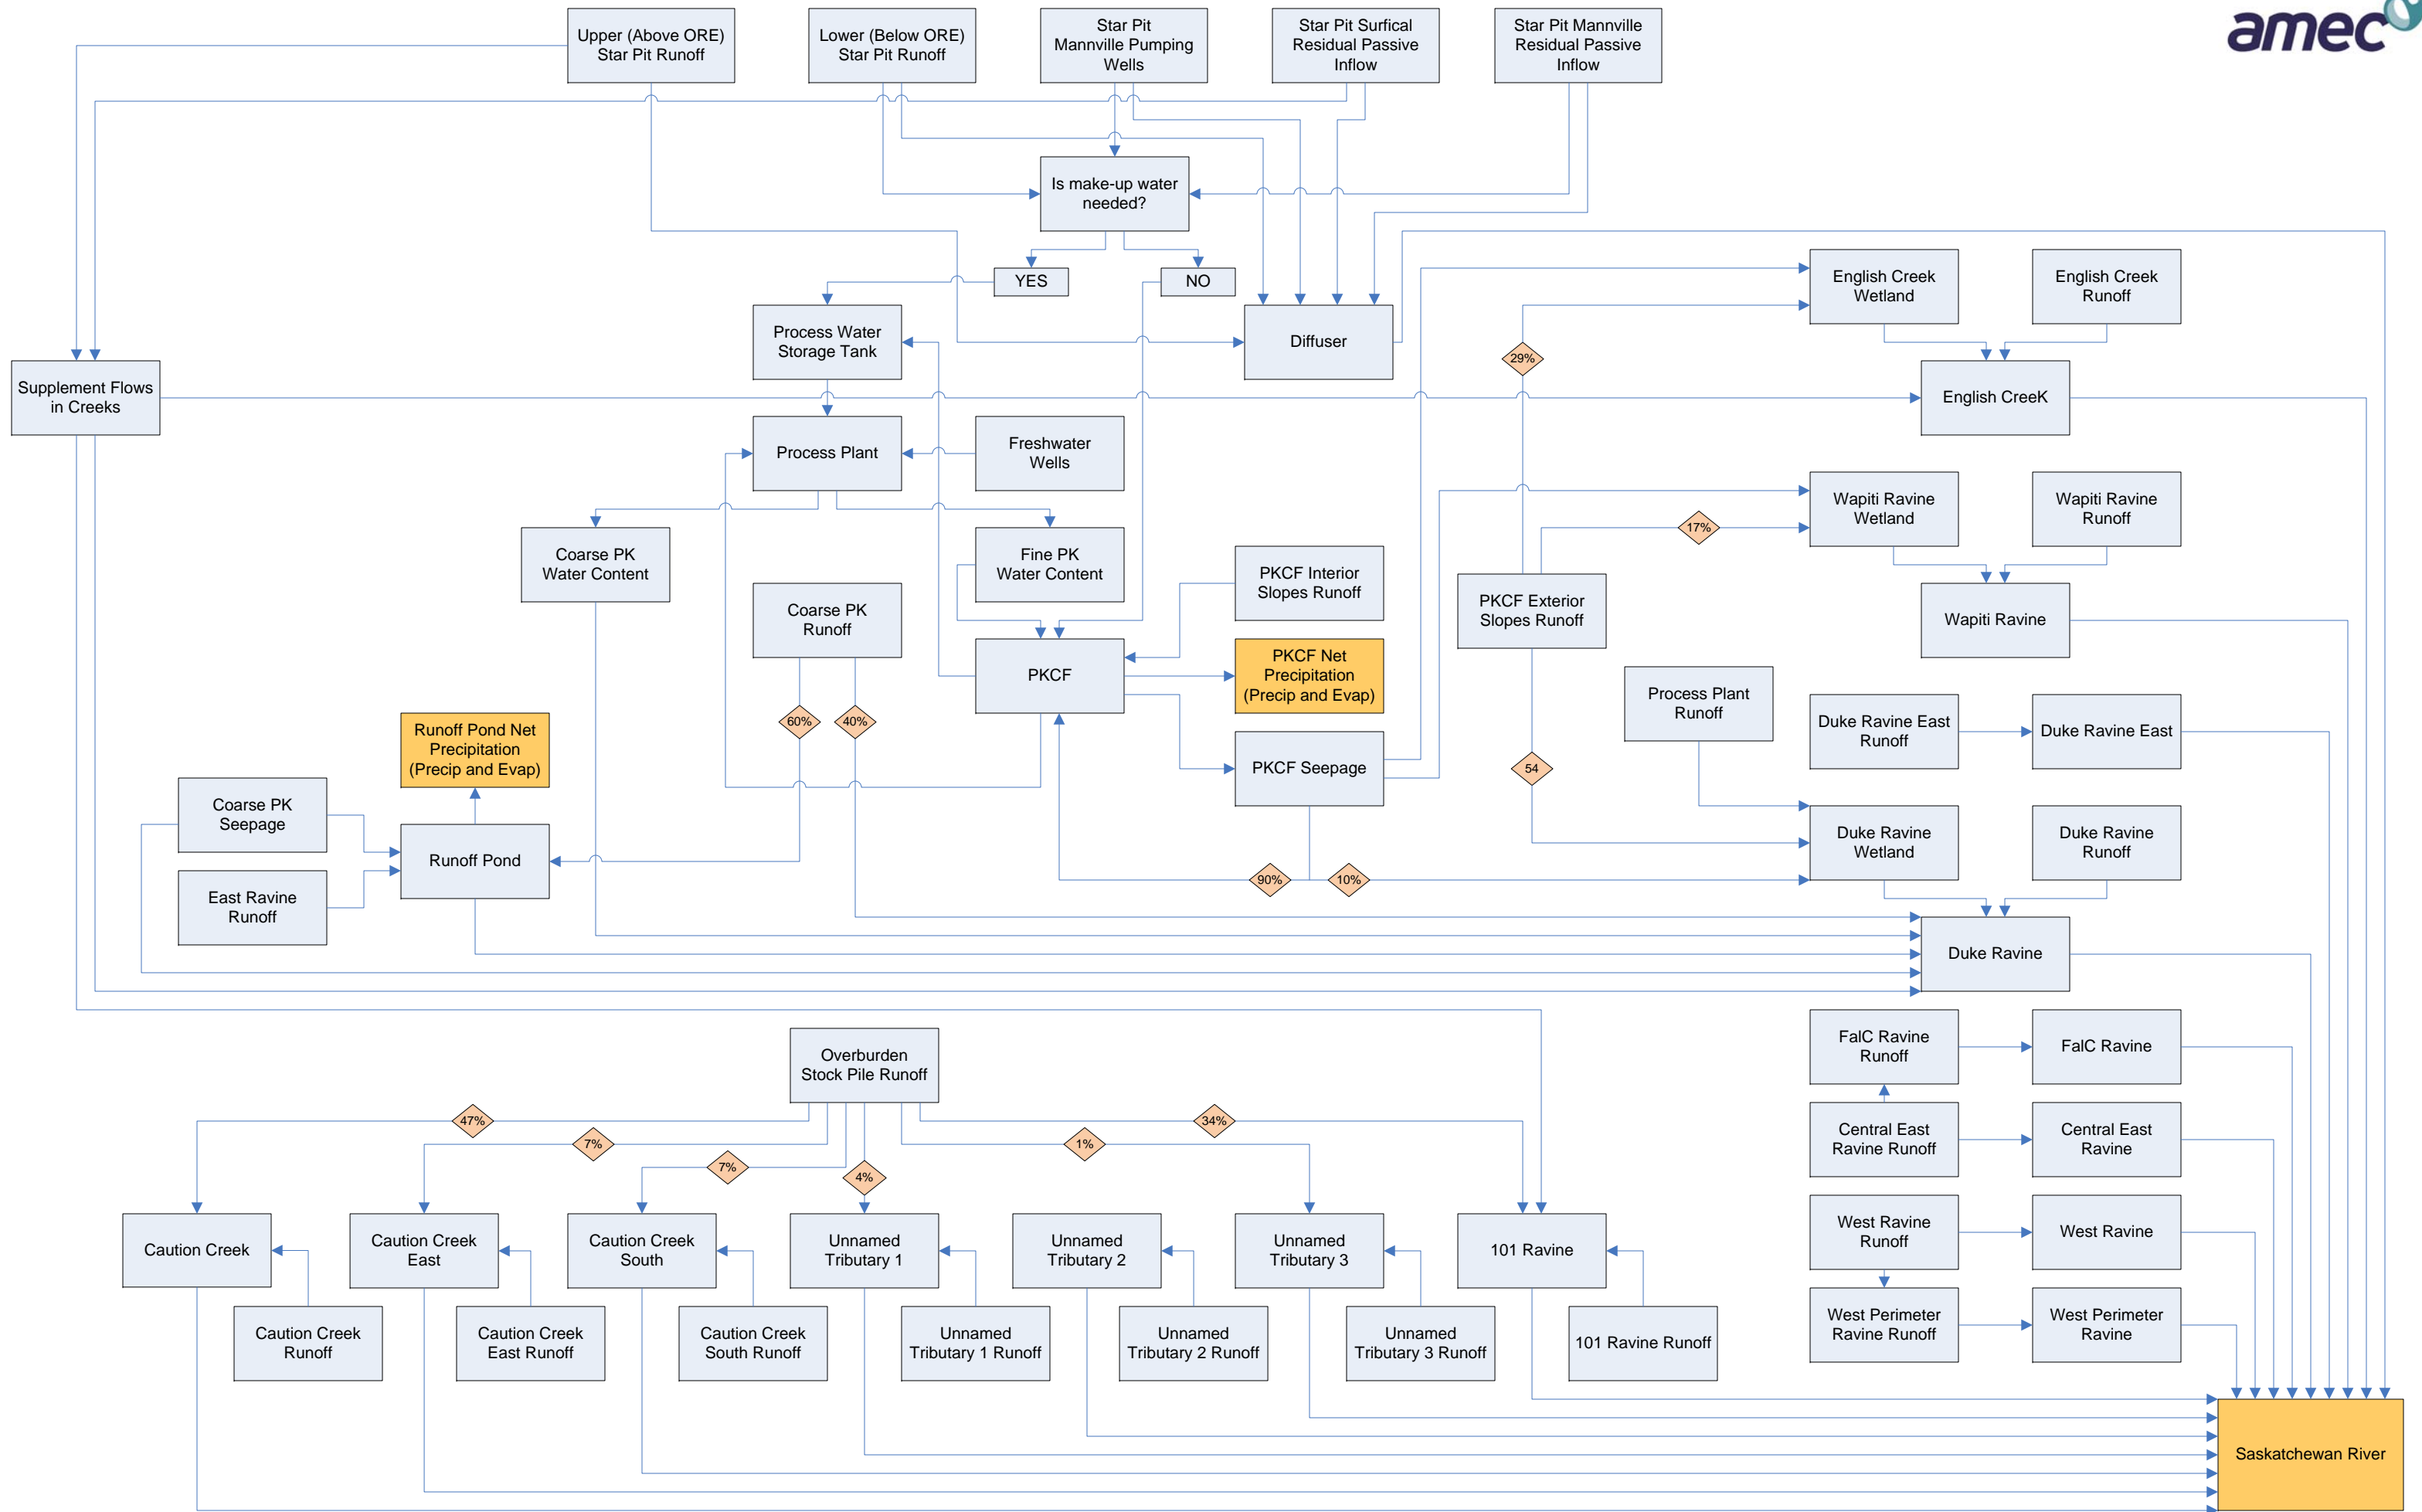 amec
Upper (Above ORE)
Star Pit Runoff
Lower (Below ORE)
Star Pit Runoff
Star Pit
Mannville Pumping
Wells
Star Pit Surfical
Residual Passive
Inflow
Star Pit Mannville
Residual Passive
Inflow
Is make-up water
needed?
YES
NO
Process Water
Storage Tank
Diffuser
English Creek
Wetland
English Creek
Runoff
29%
Supplement Flows
in Creeks
English CreeK
Process Plant
Freshwater
Wells
Wapiti Ravine
Wetland
Wapiti Ravine
Runoff
17%
Coarse PK
Water Content
Fine PK
Water Content
PKCF Interior
Slopes Runoff
PKCF Exterior
Slopes Runoff
Coarse PK
Runoff
Wapiti Ravine
PKCF
PKCF Net
Precipitation
(Precip and Evap)
Process Plant
Runoff
60%
40%
Runoff Pond Net
Precipitation
(Precip and Evap)
Duke Ravine East
Runoff
Duke Ravine East
PKCF Seepage
54
Coarse PK
Seepage
Runoff Pond
Duke Ravine
Wetland
Duke Ravine
Runoff
90%
10%
East Ravine
Runoff
Duke Ravine
Overburden
Stock Pile Runoff
FalC Ravine
Runoff
FalC Ravine
47%
7%
7%
4%
1%
34%
Central East
Ravine Runoff
Central East
Ravine
Caution Creek
Caution Creek
East
Caution Creek
South
Unnamed
Tributary 1
Unnamed
Tributary 2
Unnamed
Tributary 3
101 Ravine
West Ravine
Runoff
West Ravine
Caution Creek
Runoff
Caution Creek
East Runoff
Caution Creek
South Runoff
Unnamed
Tributary 1 Runoff
Unnamed
Tributary 2 Runoff
Unnamed
Tributary 3 Runoff
101 Ravine Runoff
West Perimeter
Ravine Runoff
West Perimeter
Ravine
Saskatchewan River